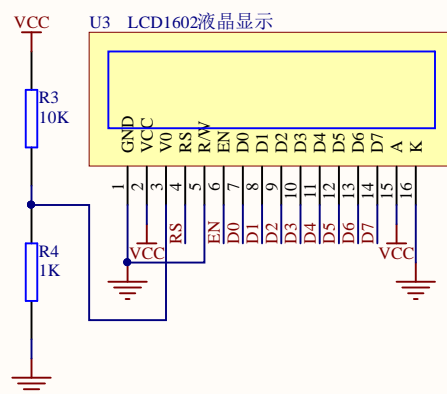 VCC
U3 LCD1602液晶显示
R3
10K
GND
VCC
V0
RS
R/W
EN
D0
D1
D2
D3
D4
D5
D6
D7
A
K
1
2
3
4
5
6
7
8
9
10
11
12
13
14
15
16
RS
EN
D0
D1
D2
D3
D4
D5
D6
D7
VCC
VCC
R4
1K